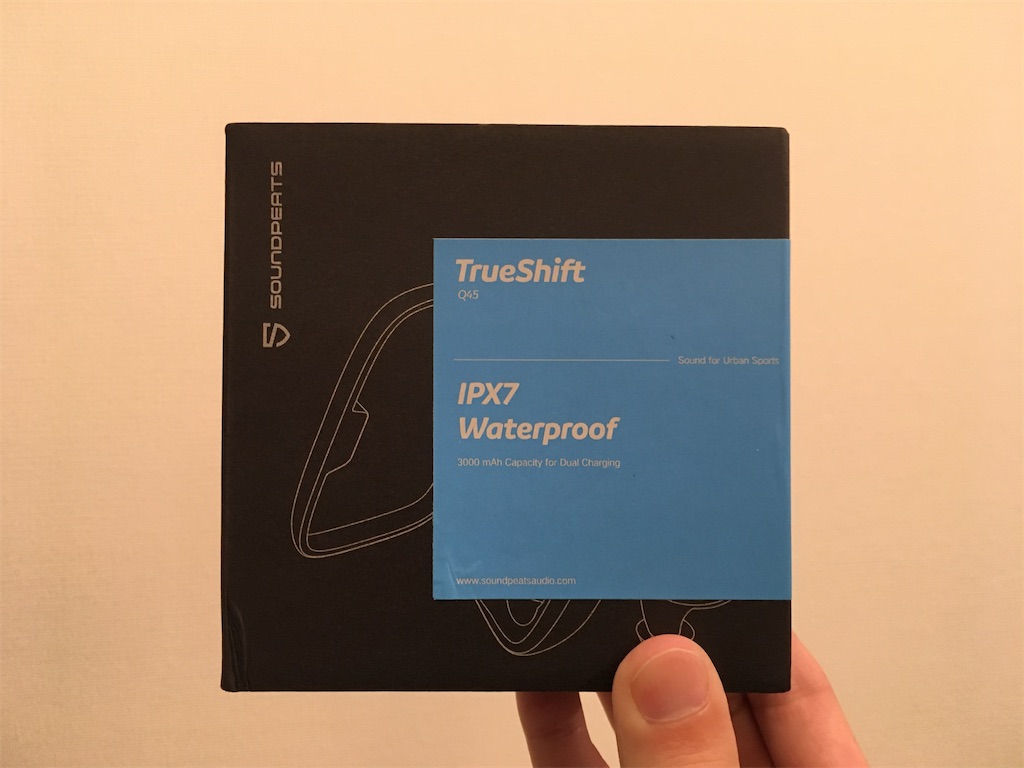 SOUNDPEATS
TrueShift
Q45
Sound for Urban Sports
IPX7
Waterproof
3000 mAh Capacity for Dual Charging
www.soundpeatsaudio.com